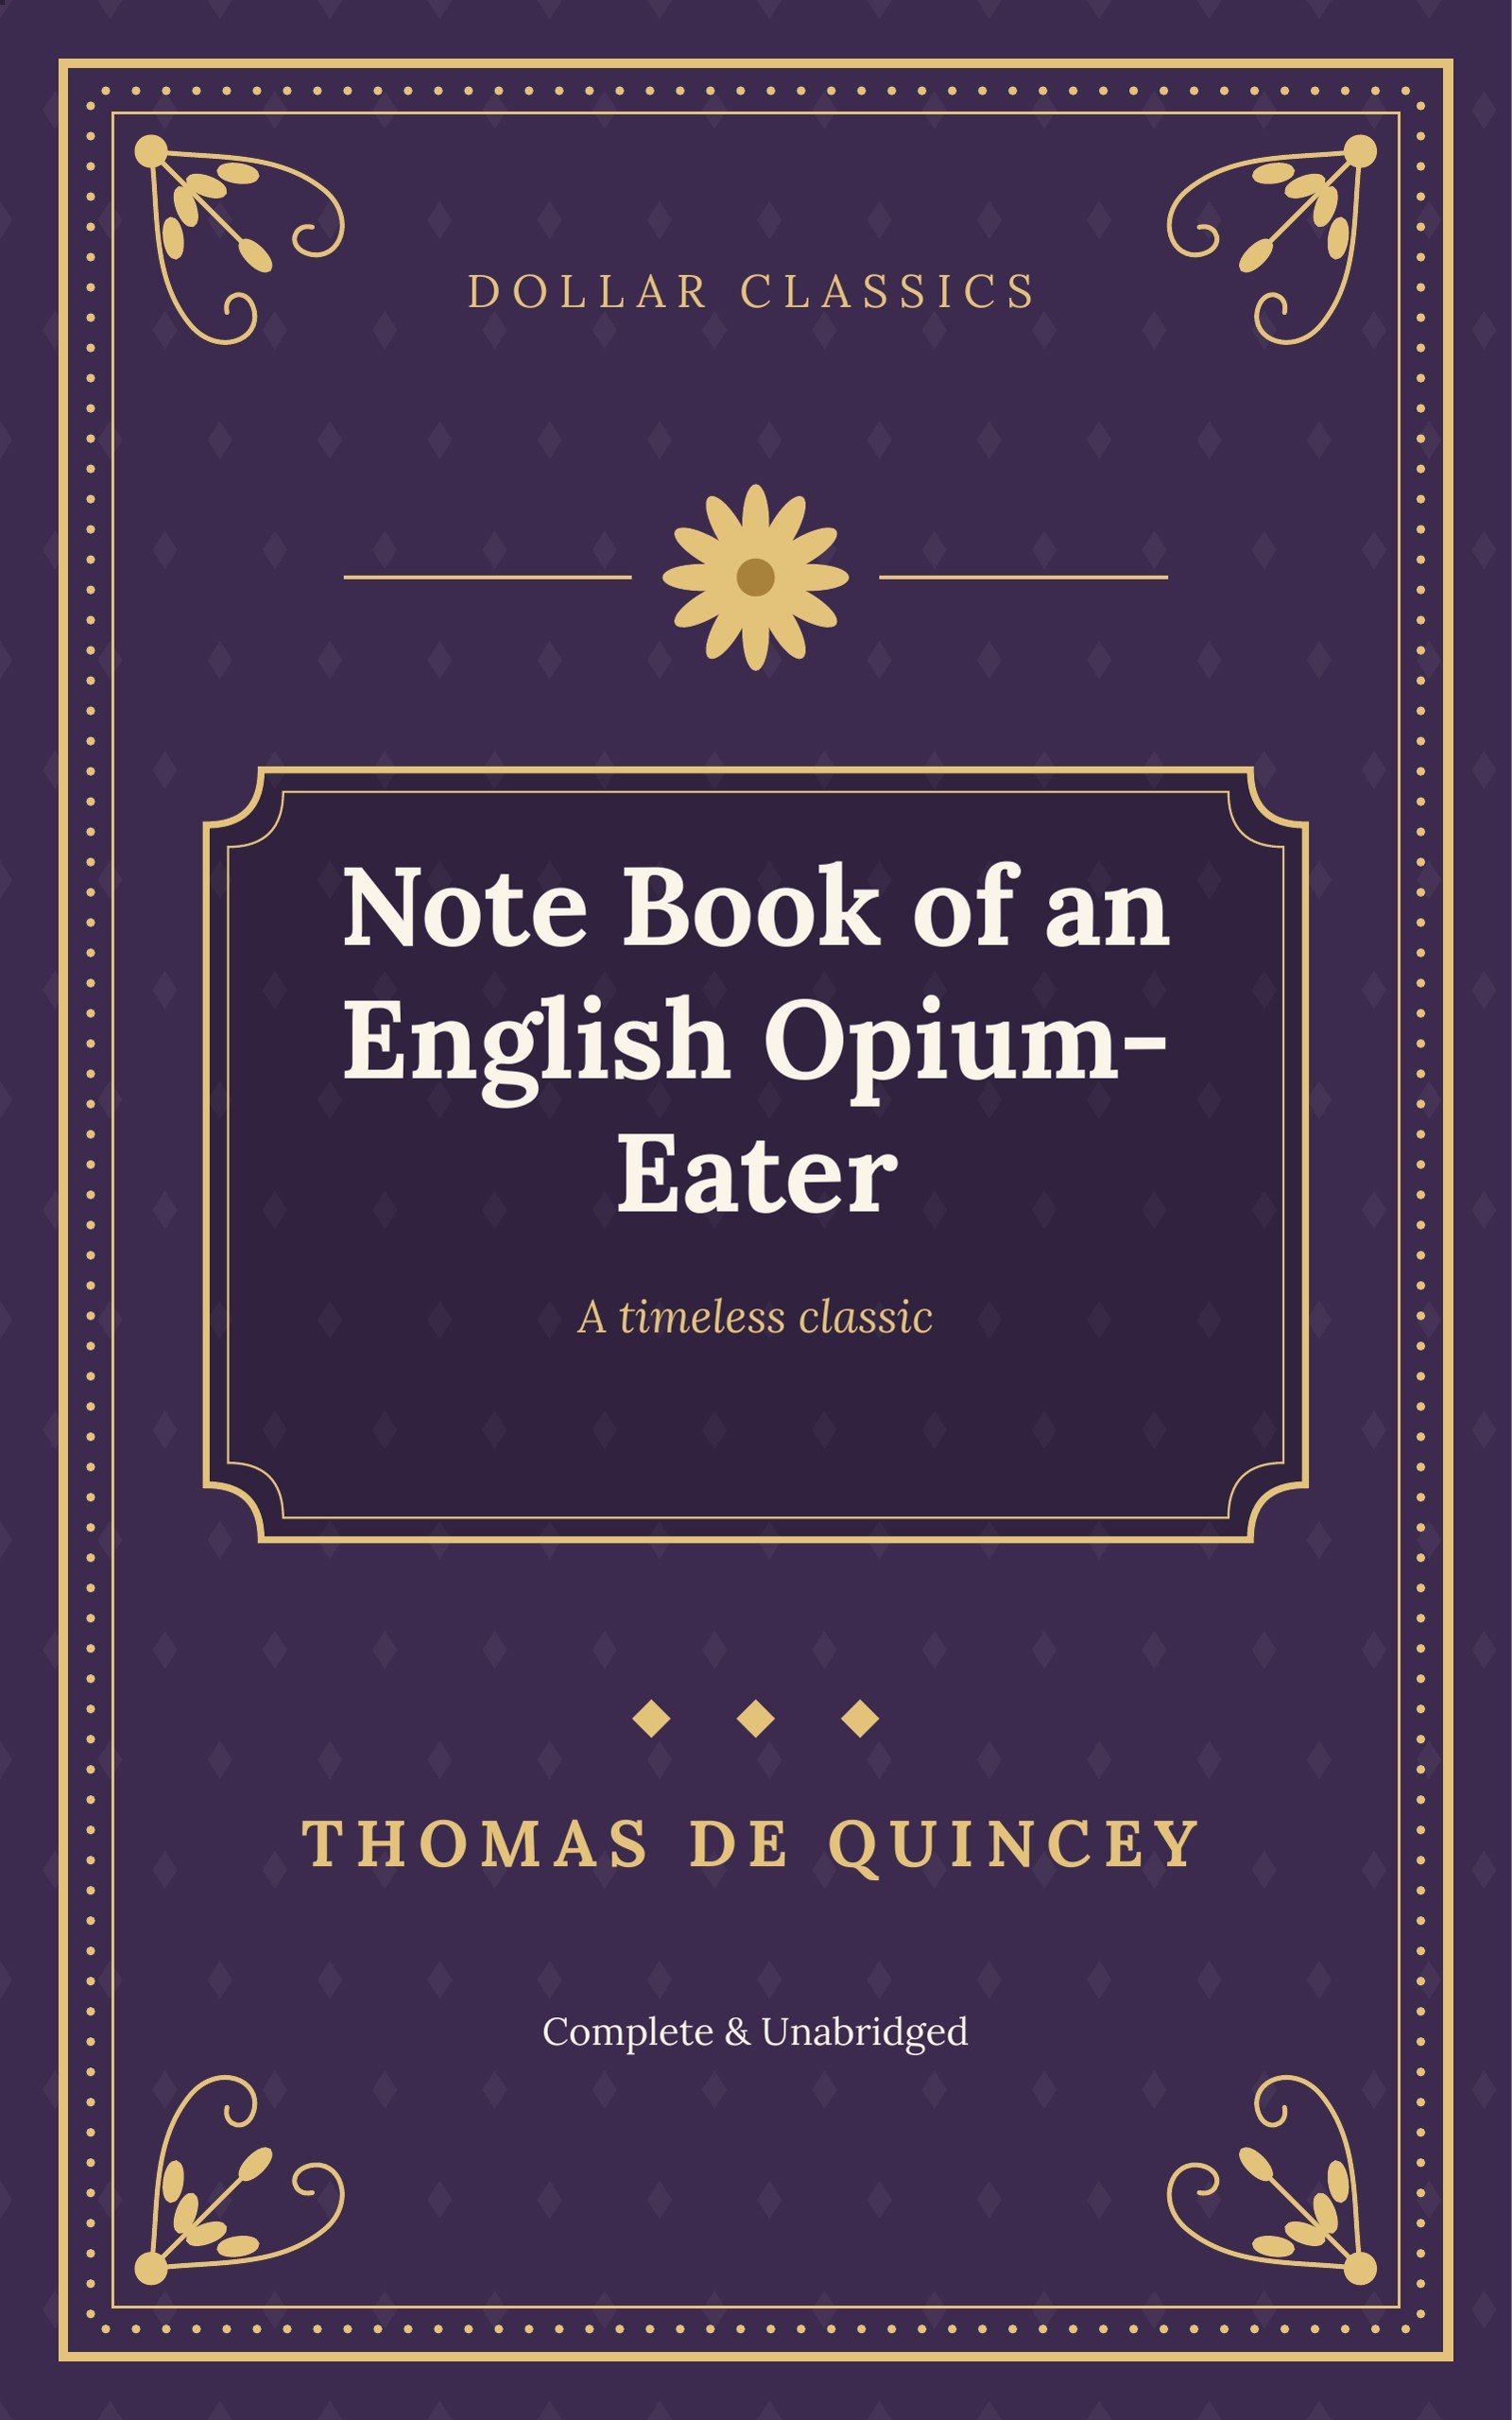 DOLLAR CLASSICS
Note Book of an
English Opium-
Eater
A timeless classic
THOMAS DE QUINCEY
Complete & Unabridged